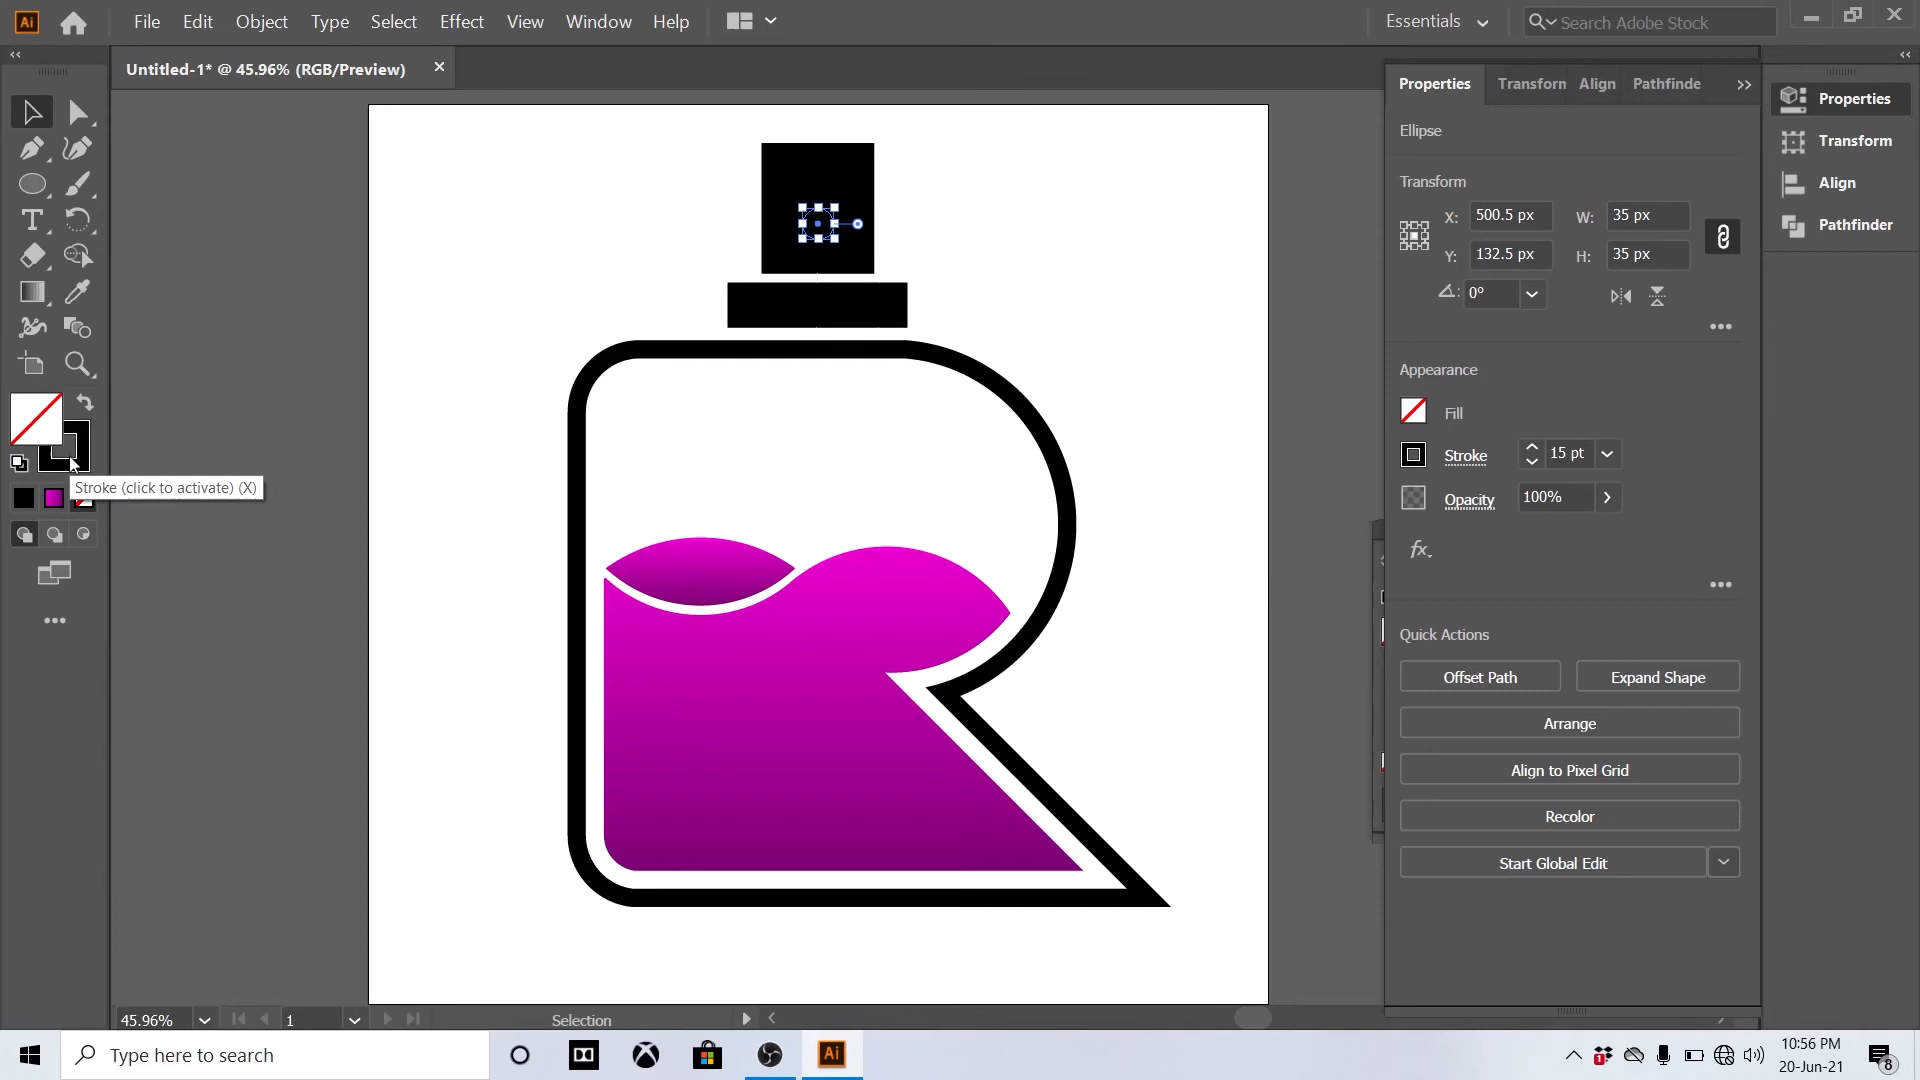 Ai File Edit Object Type Select Effect View Window Help Essentials Search Adobe Stock
Untitled-1* @ 45.96% (RGB/Preview)
Properties Transforn Align Pathfinde
Ellipse
Transform
X: 500.5 px W: 35 px
Y: 132.5 px H: 35 px
0°
Appearance
Fill
Stroke 15 pt
Opacity 100%
fx
Quick Actions
Offset Path Expand Shape
Arrange
Align to Pixel Grid
Recolor
Start Global Edit
Properties
Transform
Align
Pathfinder
Stroke (click to activate) (X)
45.96% 1 Selection
Type here to search
Ai
1
10:56 PM
20-Jun-21
8